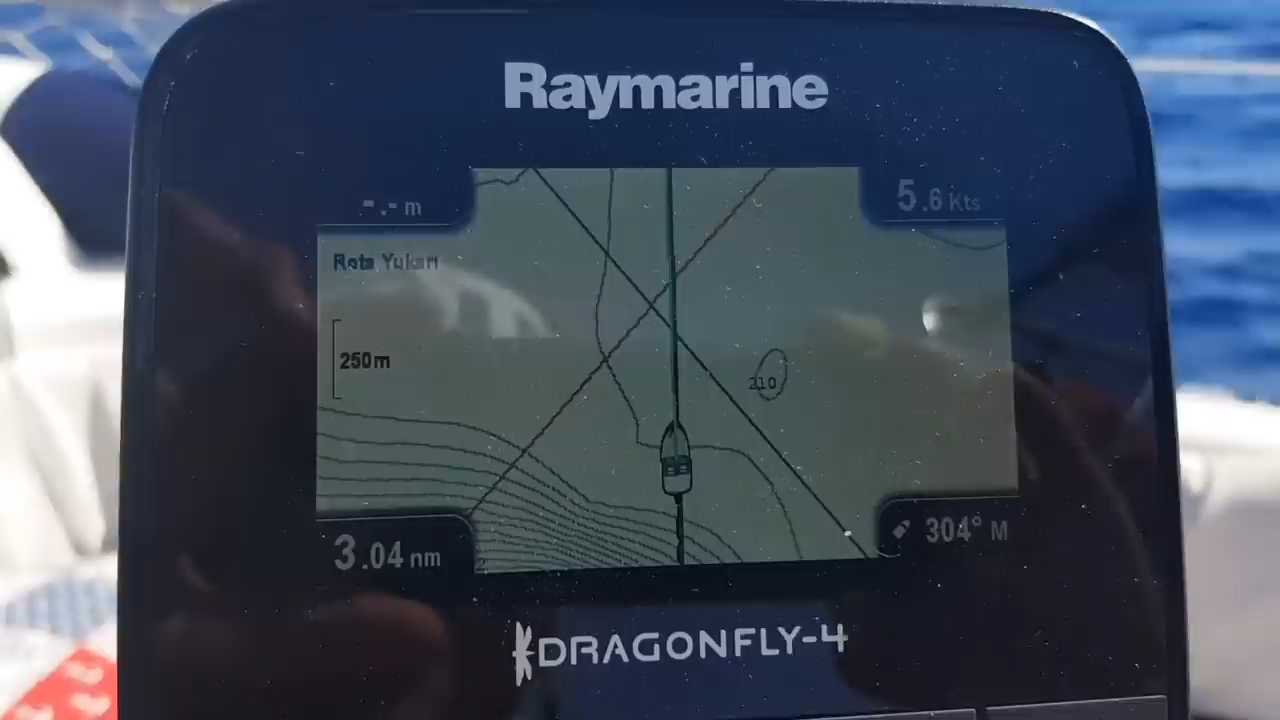 Raymarine
-.- m
5.6 Kts
Rota Yukarı
250m
210
3.04 nm
304° M
DRAGONFLY-4